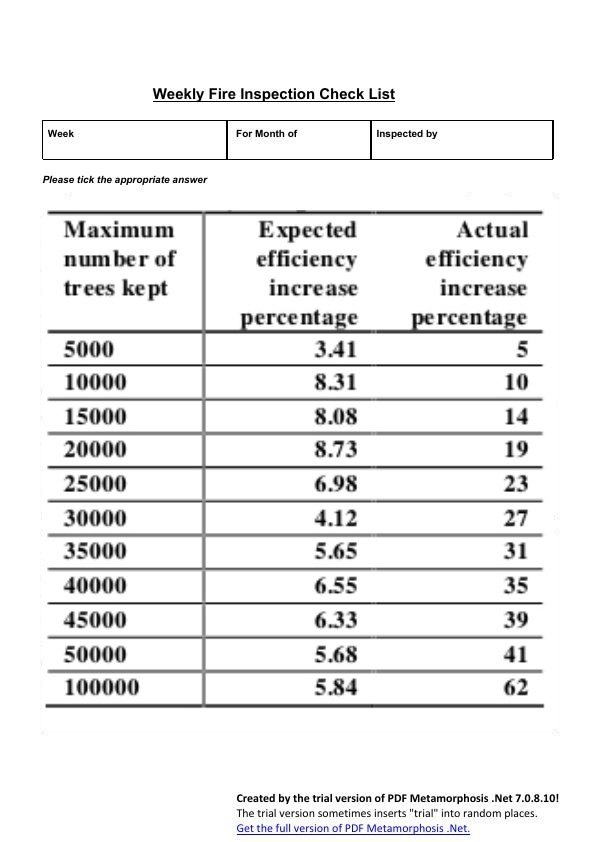 Weekly Fire Inspection Check List
Week For Month of Inspected by
Please tick the appropriate answer
Maximum Expected Actual
number of efficiency efficiency
trees kept increase increase
percentage percentage
5000 3.41 5
10000 8.31 10
15000 8.08 14
20000 8.73 19
25000 6.98 23
30000 4.12 27
35000 5.65 31
40000 6.55 35
45000 6.33 39
50000 5.68 41
100000 5.84 62
Created by the trial version of PDF Metamorphosis .Net 7.0.8.10!
The trial version sometimes inserts "trial" into random places.
Get the full version of PDF Metamorphosis .Net.